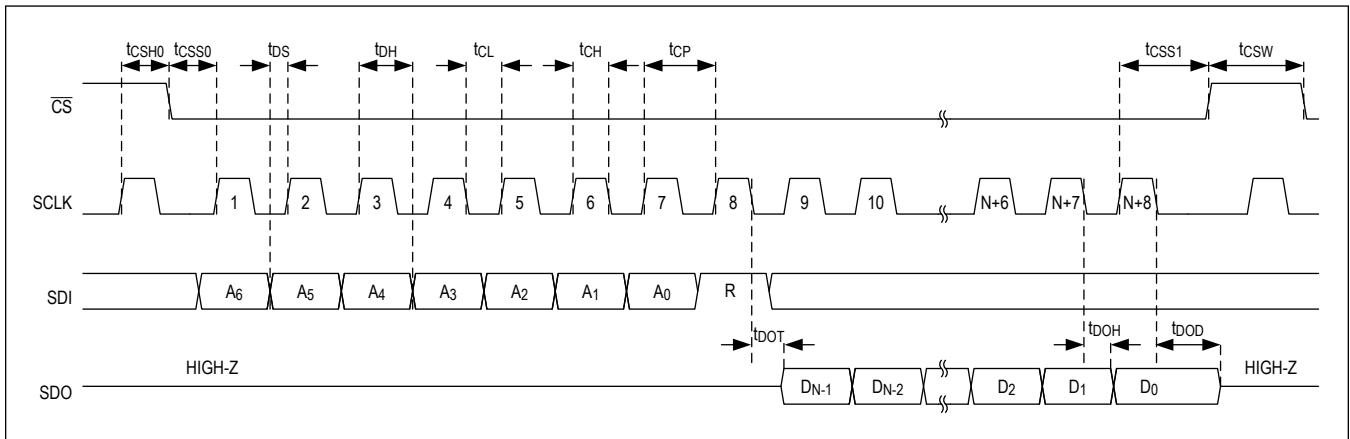 tCSH0 tCSS0 tDS tDH tCL tCH tCP tCSS1 tCSW
CS
SCLK 1 2 3 4 5 6 7 8 9 10 N+6 N+7 N+8
SDI A6 A5 A4 A3 A2 A1 A0 R
tDOT tDOH tDOD
HIGH-Z HIGH-Z
SDO DN-1 DN-2 D2 D1 D0